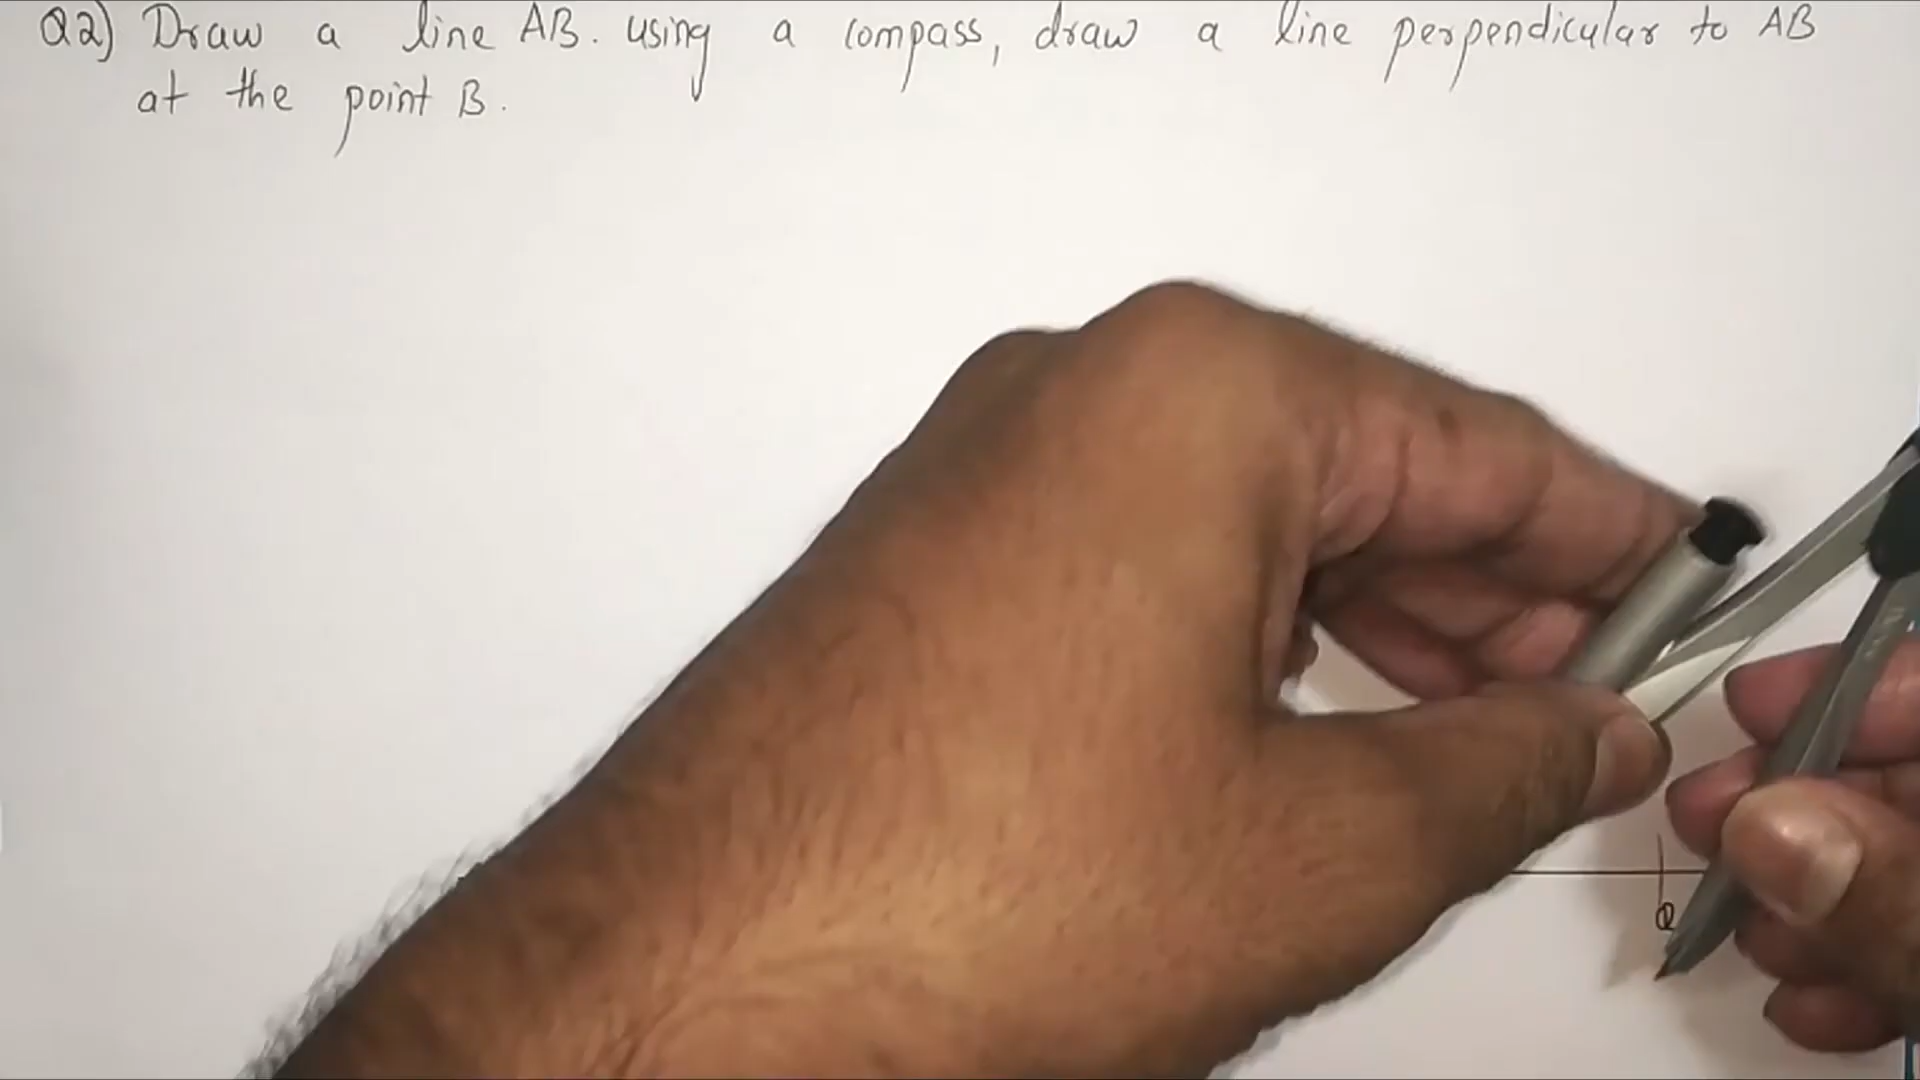 Q2) Draw a line AB. using a compass, draw a line perpendicular to AB
at the point B.
Q